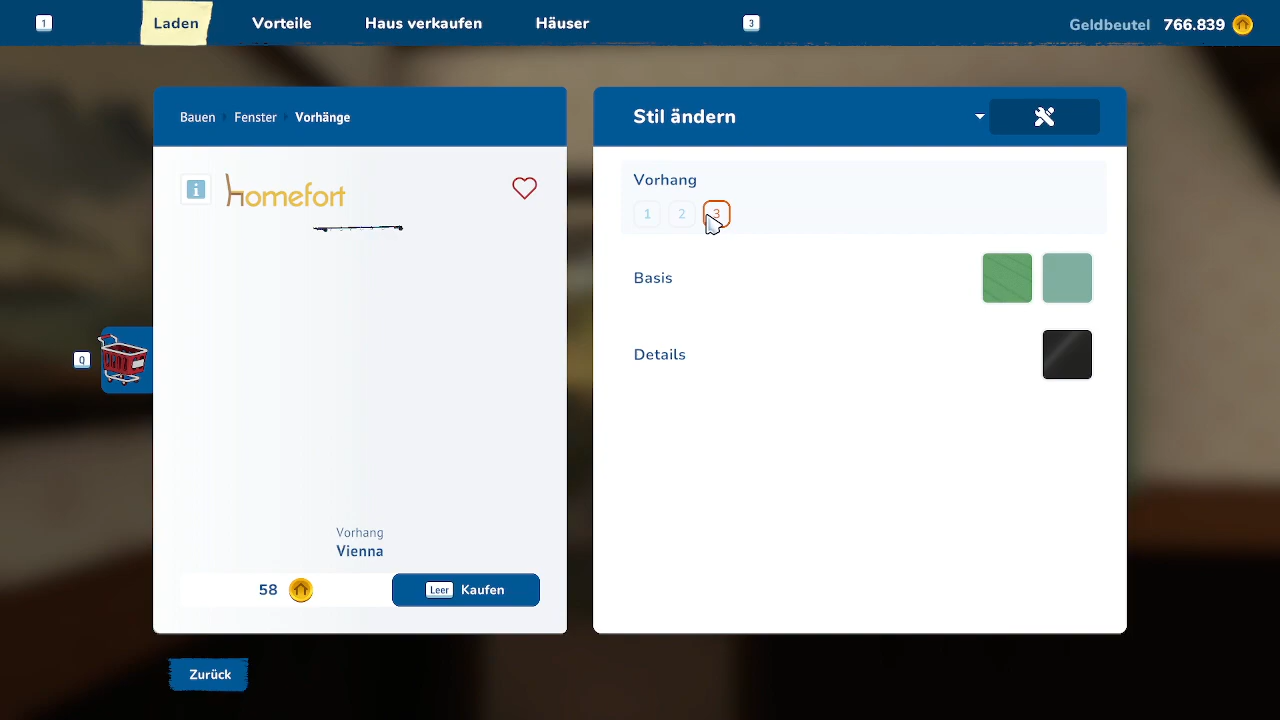 1
Laden
Vorteile
Haus verkaufen
Häuser
3
Geldbeutel 766.839
Bauen Fenster Vorhänge
Stil ändern
i
homefort
Vorhang
1 2 3
Basis
Q
Details
Vorhang
Vienna
58
Leer Kaufen
Zurück